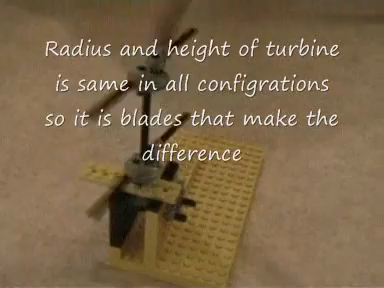 Radius and height of turbine
is same in all configrations
so it is blades that make the
difference